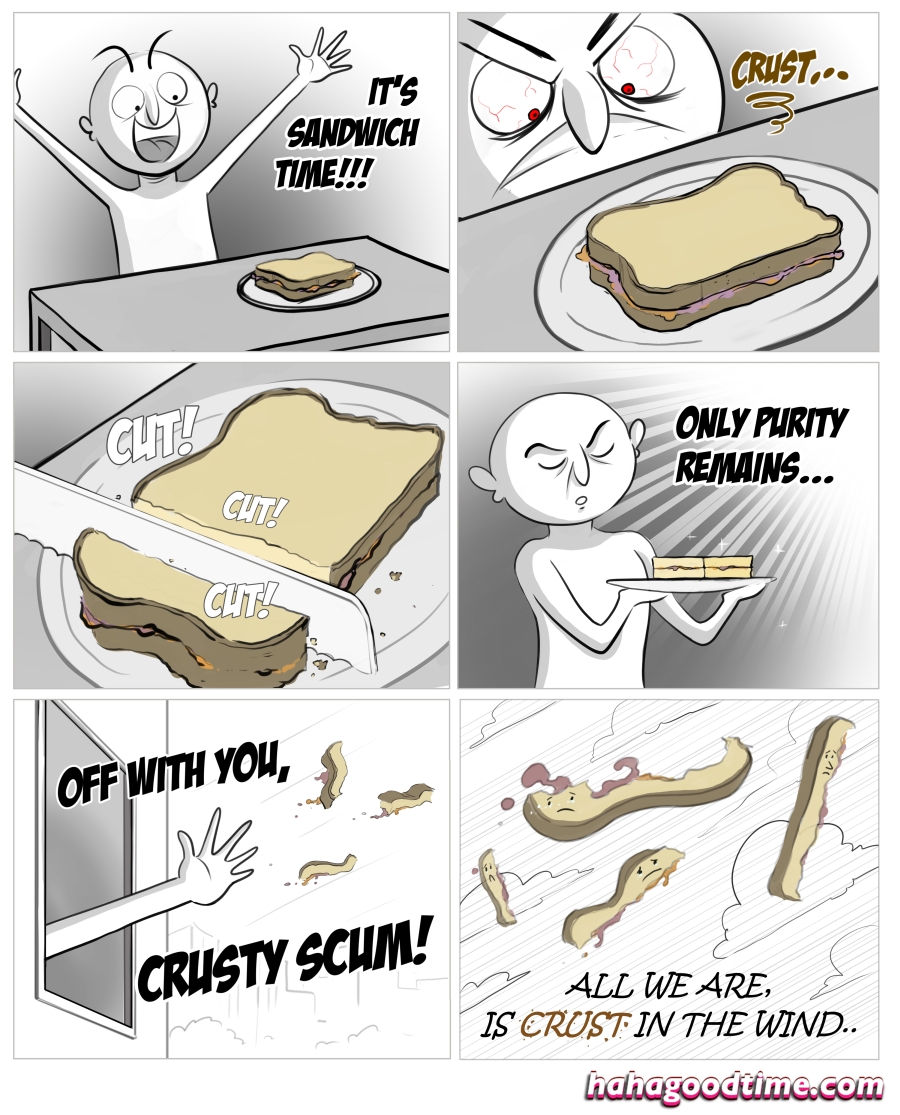 IT'S
SANDWICH
TIME!!!
CRUST...
CUT!
CUT!
CUT!
ONLY PURITY
REMAINS...
OFF WITH YOU,
CRUSTY SCUM!
ALL WE ARE,
IS CRUST IN THE WIND..
hahagoodtime.com